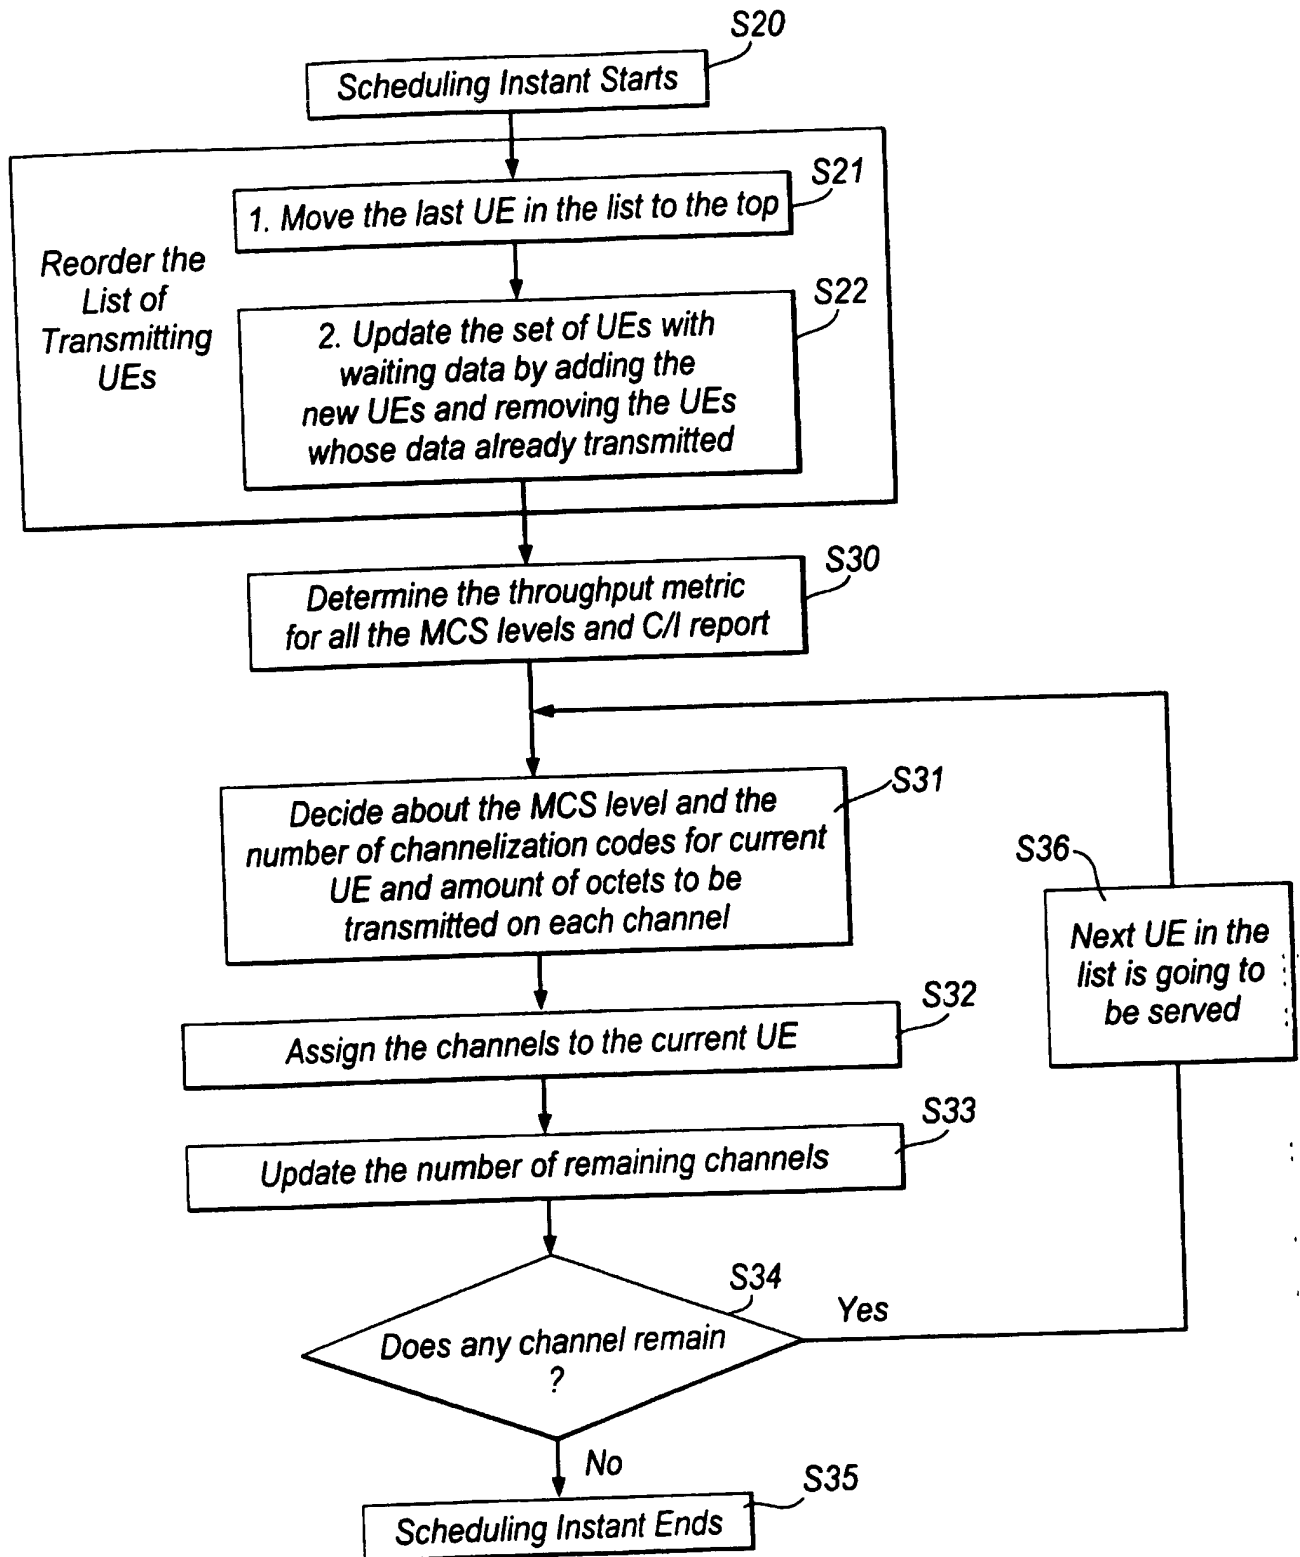 S20
Scheduling Instant Starts
S21
1. Move the last UE in the list to the top
Reorder the
List of
Transmitting
UEs
S22
2. Update the set of UEs with
waiting data by adding the
new UEs and removing the UEs
whose data already transmitted
S30
Determine the throughput metric
for all the MCS levels and C/I report
S31
Decide about the MCS level and the
number of channelization codes for current
UE and amount of octets to be
transmitted on each channel
S36
Next UE in the
list is going to
be served
S32
Assign the channels to the current UE
S33
Update the number of remaining channels
S34
Does any channel remain
?
Yes
No
S35
Scheduling Instant Ends